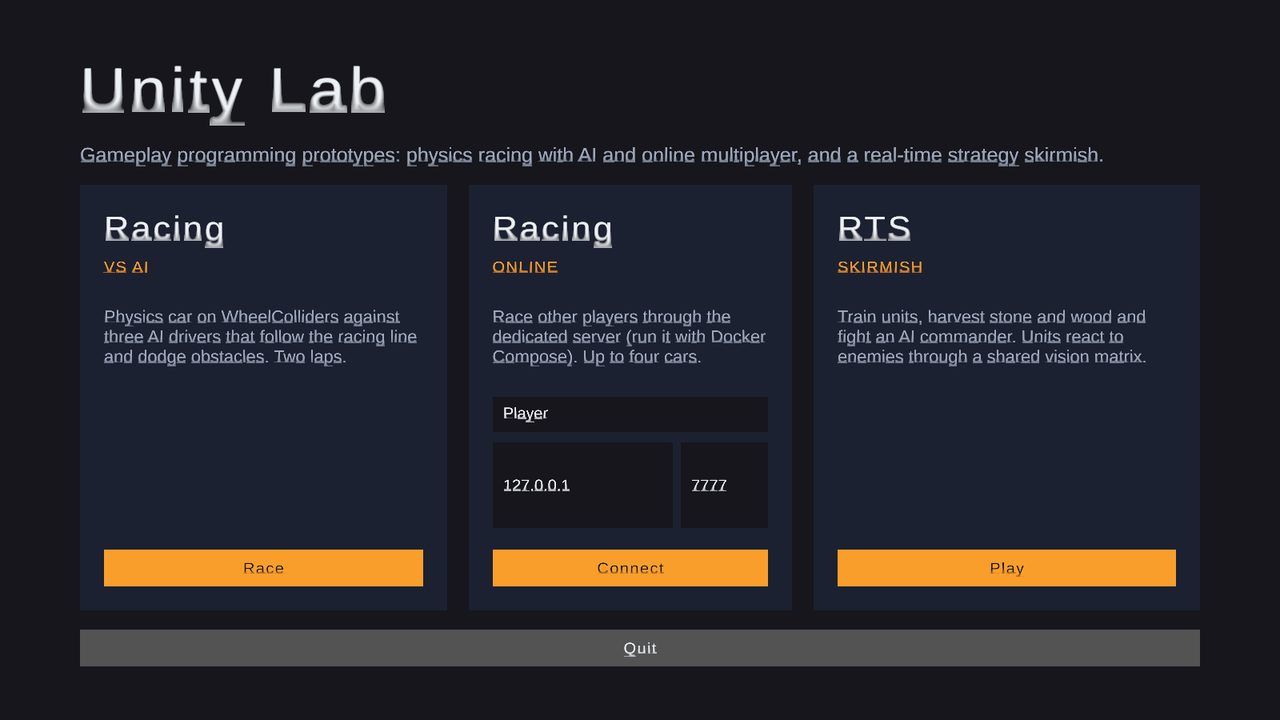 Unity Lab
Gameplay programming prototypes: physics racing with AI and online multiplayer, and a real-time strategy skirmish.
Racing
VS AI
Physics car on WheelColliders against
three AI drivers that follow the racing line
and dodge obstacles. Two laps.
Race
Racing
ONLINE
Race other players through the
dedicated server (run it with Docker
Compose). Up to four cars.
Player
127.0.0.1
7777
Connect
RTS
SKIRMISH
Train units, harvest stone and wood and
fight an AI commander. Units react to
enemies through a shared vision matrix.
Play
Quit